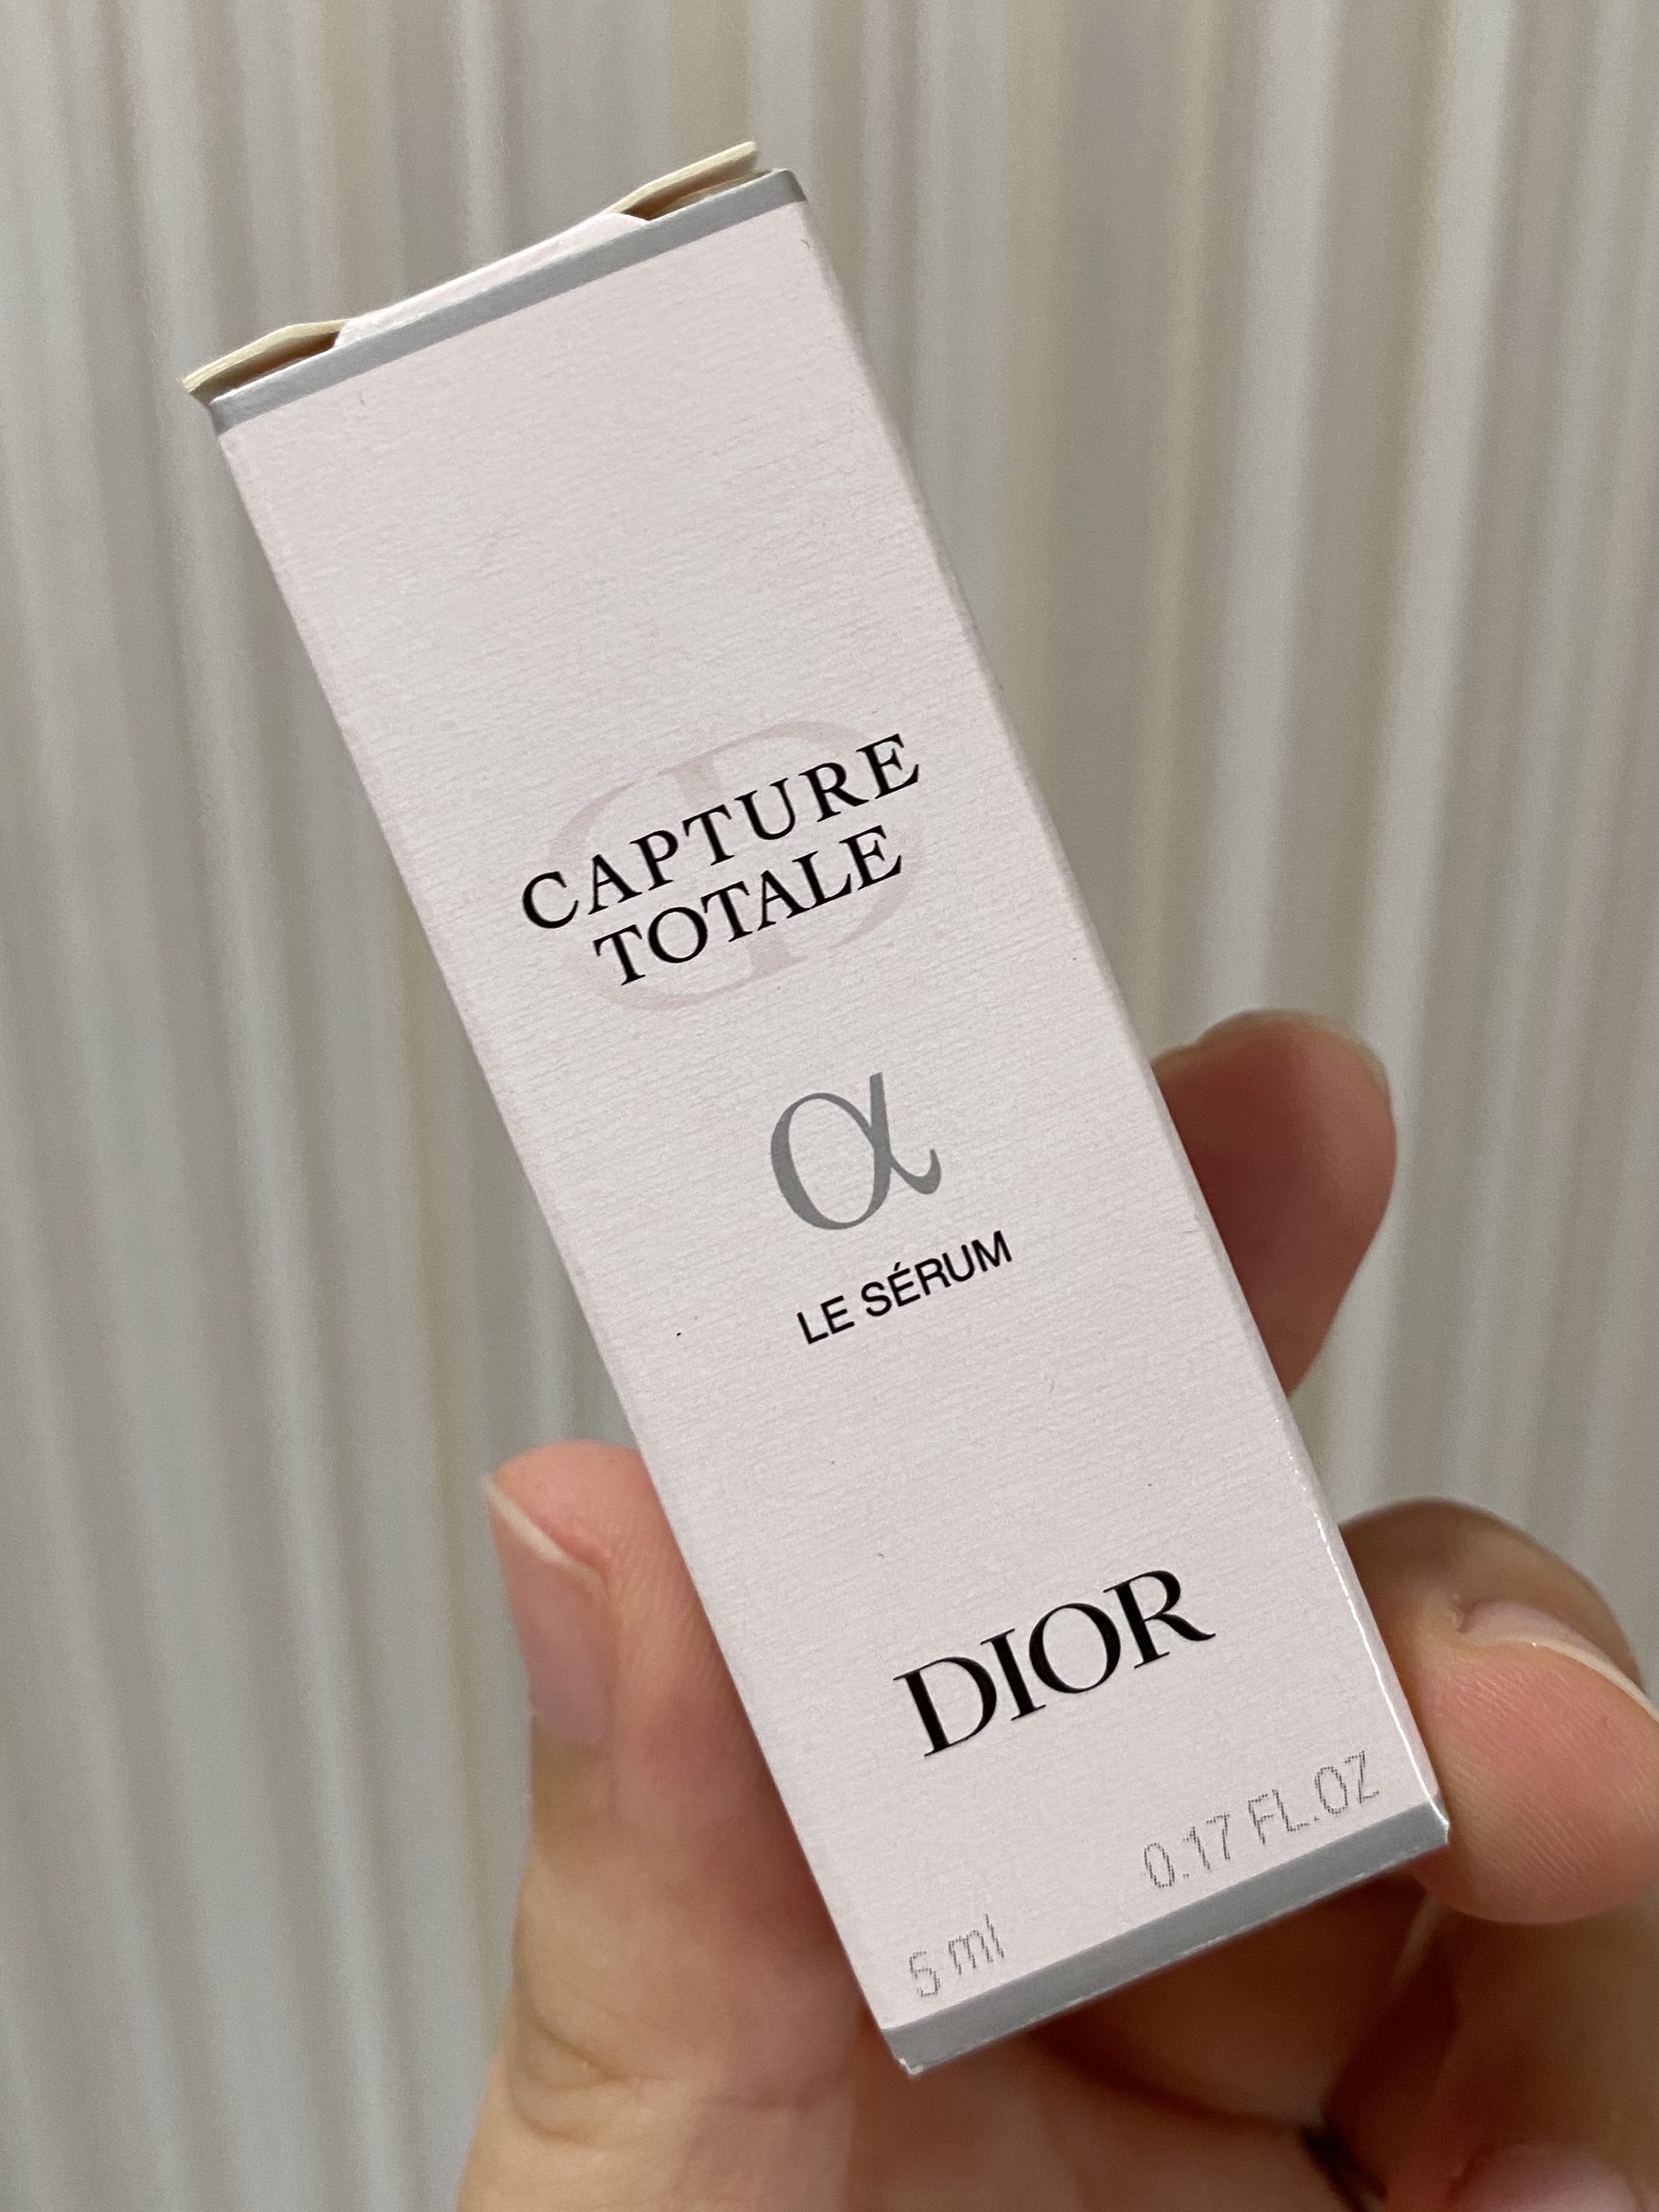 CAPTURE
TOTALE
α
LE SÉRUM
DIOR
5 ml 0.17 FL.OZ